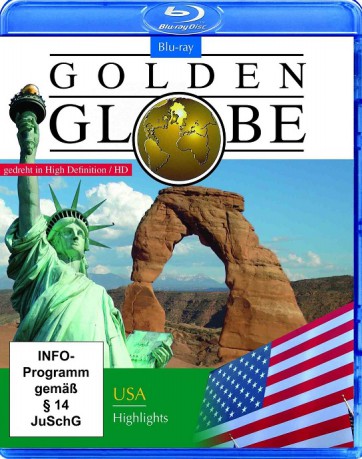 Blu-ray Disc
Blu-ray
GOLDEN
GLOBE
gedreht in High Definition / HD
INFO-
Programm
gemäß
§ 14
JuSchG
USA
Highlights